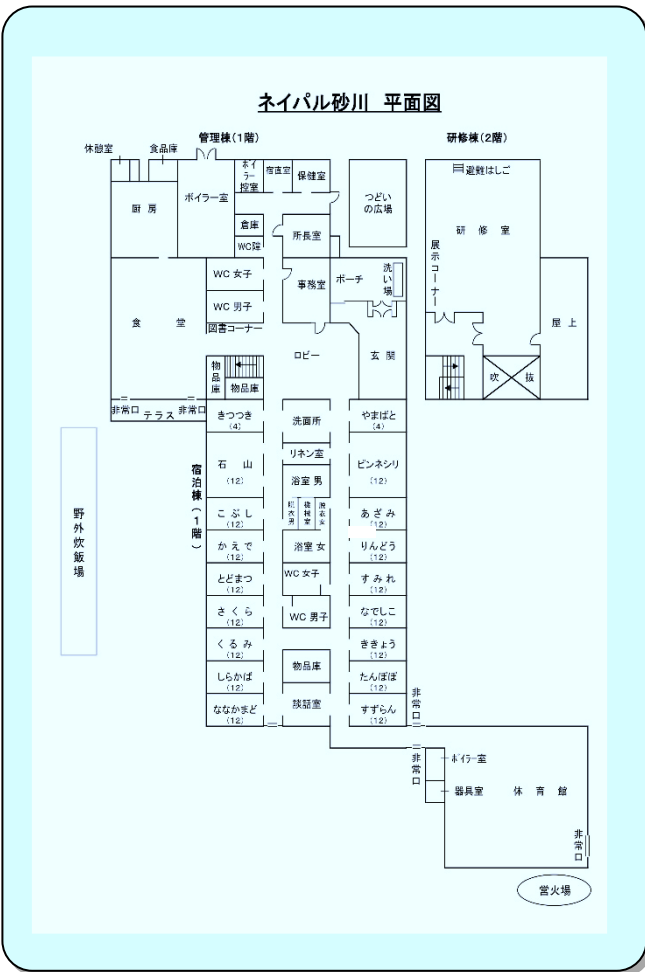 ネイパル砂川 平面図
管理棟(1階)
研修棟(2階)
休憩室
食品庫
ボイラー控室
宿直室
保健室
つどいの広場
避難はしご
厨房
ボイラー室
倉庫
所長室
研修室
展示コーナー
WC 女子
事務室
ポーチ
洗い場
WC 男子
図書コーナー
食堂
ロビー
玄関
屋上
物品庫
物品庫
吹抜
非常口
テラス
非常口
きつつき
(4)
洗面所
やまばと
(4)
リネン室
石山
(12)
ピンネシリ
(12)
浴室 男
宿泊棟(1階)
野外炊飯場
こぶし
(12)
脱衣男
機械室
脱衣女
あざみ
(12)
かえで
(12)
浴室 女
りんどう
(12)
とどまつ
(12)
WC 女子
すみれ
(12)
さくら
(12)
WC 男子
なでしこ
(12)
くるみ
(12)
ききょう
(12)
しらかば
(12)
物品庫
たんぽぽ
(12)
ななかまど
(12)
談話室
すずらん
(12)
非常口
非常口
ボイラー室
器具室
体育館
非常口
営火場